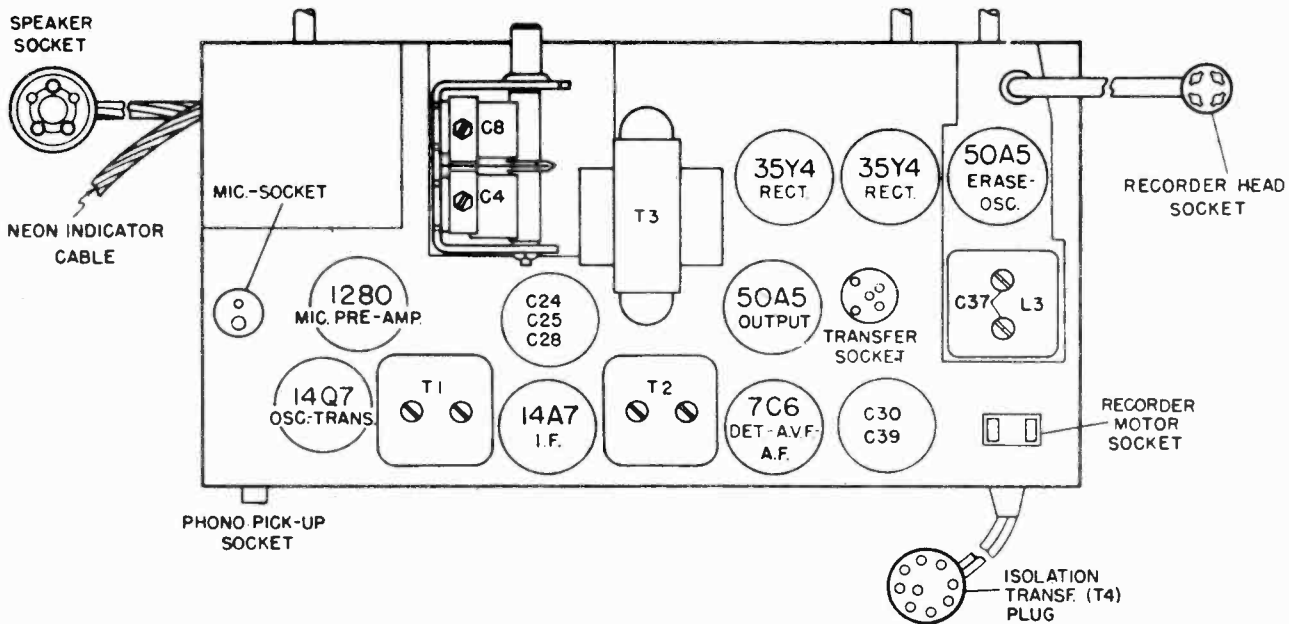 SPEAKER
SOCKET
NEON INDICATOR
CABLE
MIC.-SOCKET
C8
C4
T3
35Y4
RECT.
35Y4
RECT.
50A5
ERASE-
OSC.
RECORDER HEAD
SOCKET
1280
MIC. PRE-AMP.
C24
C25
C28
50A5
OUTPUT
TRANSFER
SOCKET
C37
L3
14Q7
OSC.-TRANS.
T1
14A7
I.F.
T2
7C6
DET-A.V.F-
A.F.
C30
C39
RECORDER
MOTOR
SOCKET
PHONO PICK-UP
SOCKET
ISOLATION
TRANSF. (T4)
PLUG